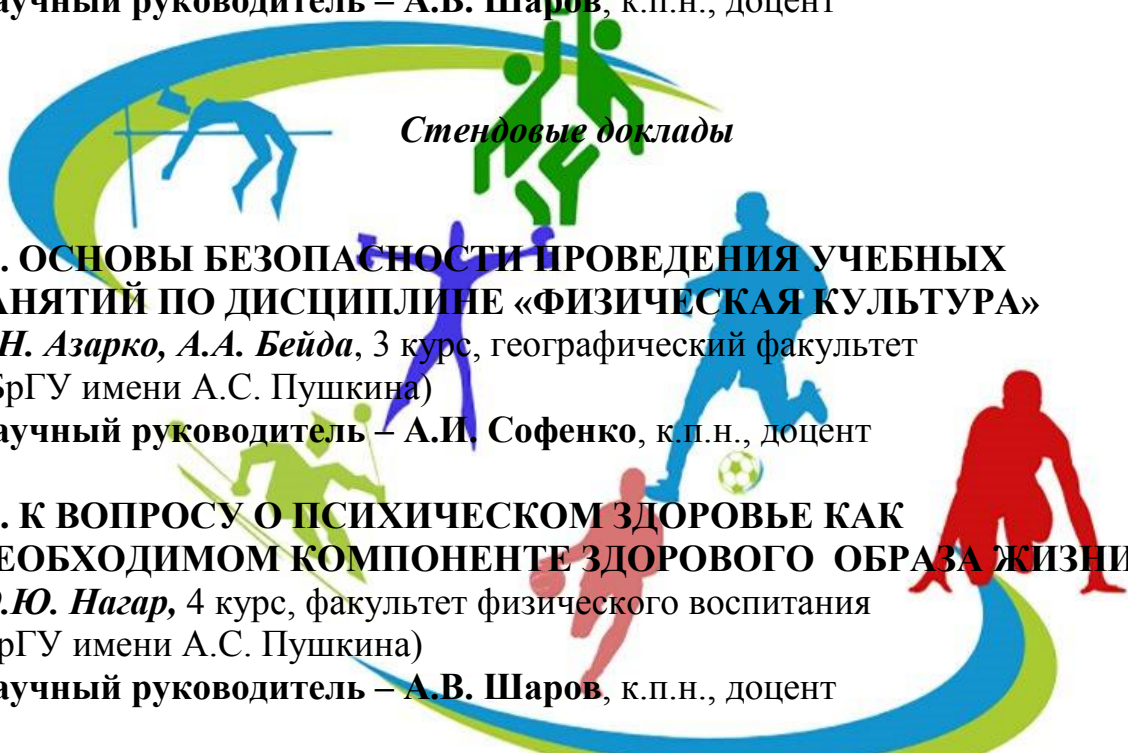 аучный руководитель – А.В. Шаров, к.п.н., доцент
Стендовые доклады
. ОСНОВЫ БЕЗОПАСНОСТИ ПРОВЕДЕНИЯ УЧЕБНЫХ
АНЯТИЙ ПО ДИСЦИПЛИНЕ «ФИЗИЧЕСКАЯ КУЛЬТУРА»
Н. Азарко, А.А. Бейда, 3 курс, географический факультет
БрГУ имени А.С. Пушкина)
аучный руководитель – А.И. Софенко, к.п.н., доцент
. К ВОПРОСУ О ПСИХИЧЕСКОМ ЗДОРОВЬЕ КАК
ЕОБХОДИМОМ КОМПОНЕНТЕ ЗДОРОВОГО ОБРАЗА ЖИЗНИ
.Ю. Нагар, 4 курс, факультет физического воспитания
рГУ имени А.С. Пушкина)
аучный руководитель – А.В. Шаров, к.п.н., доцент